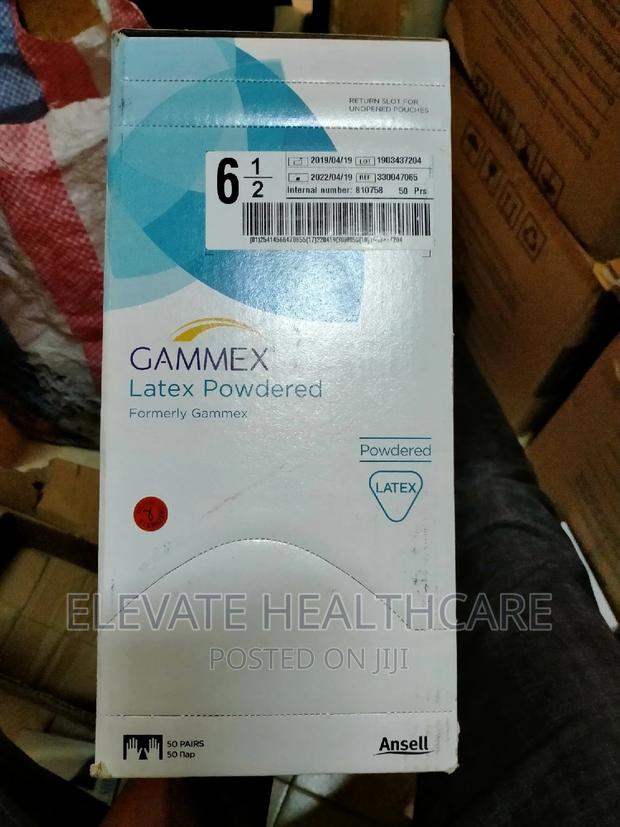 RETURN SLOT FOR
UNOPENED POUCHES
6 1/2
2019/04/19 LOT 1903437204
2022/04/19 REF 330047065
Internal number: 810758 50 Prs
GAMMEX
Latex Powdered
Formerly Gammex
Powdered
LATEX
ELEVATE HEALTHCARE
POSTED ON JIJI
50 PAIRS
50 Пар
Ansell